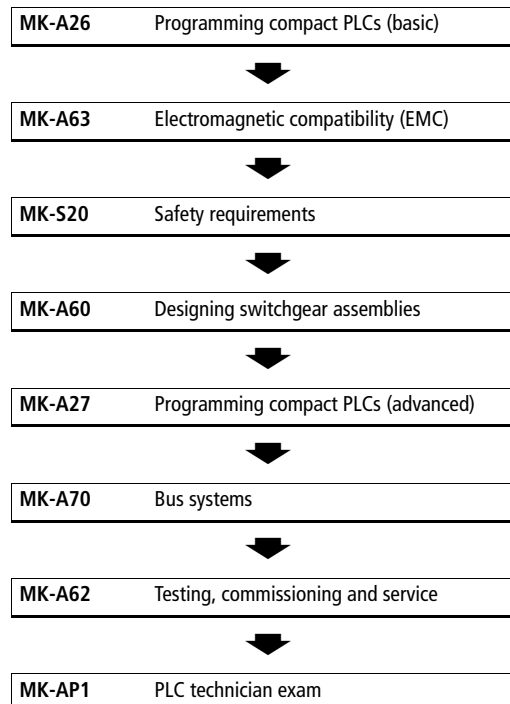 MK-A26 Programming compact PLCs (basic)
MK-A63 Electromagnetic compatibility (EMC)
MK-S20 Safety requirements
MK-A60 Designing switchgear assemblies
MK-A27 Programming compact PLCs (advanced)
MK-A70 Bus systems
MK-A62 Testing, commissioning and service
MK-AP1 PLC technician exam